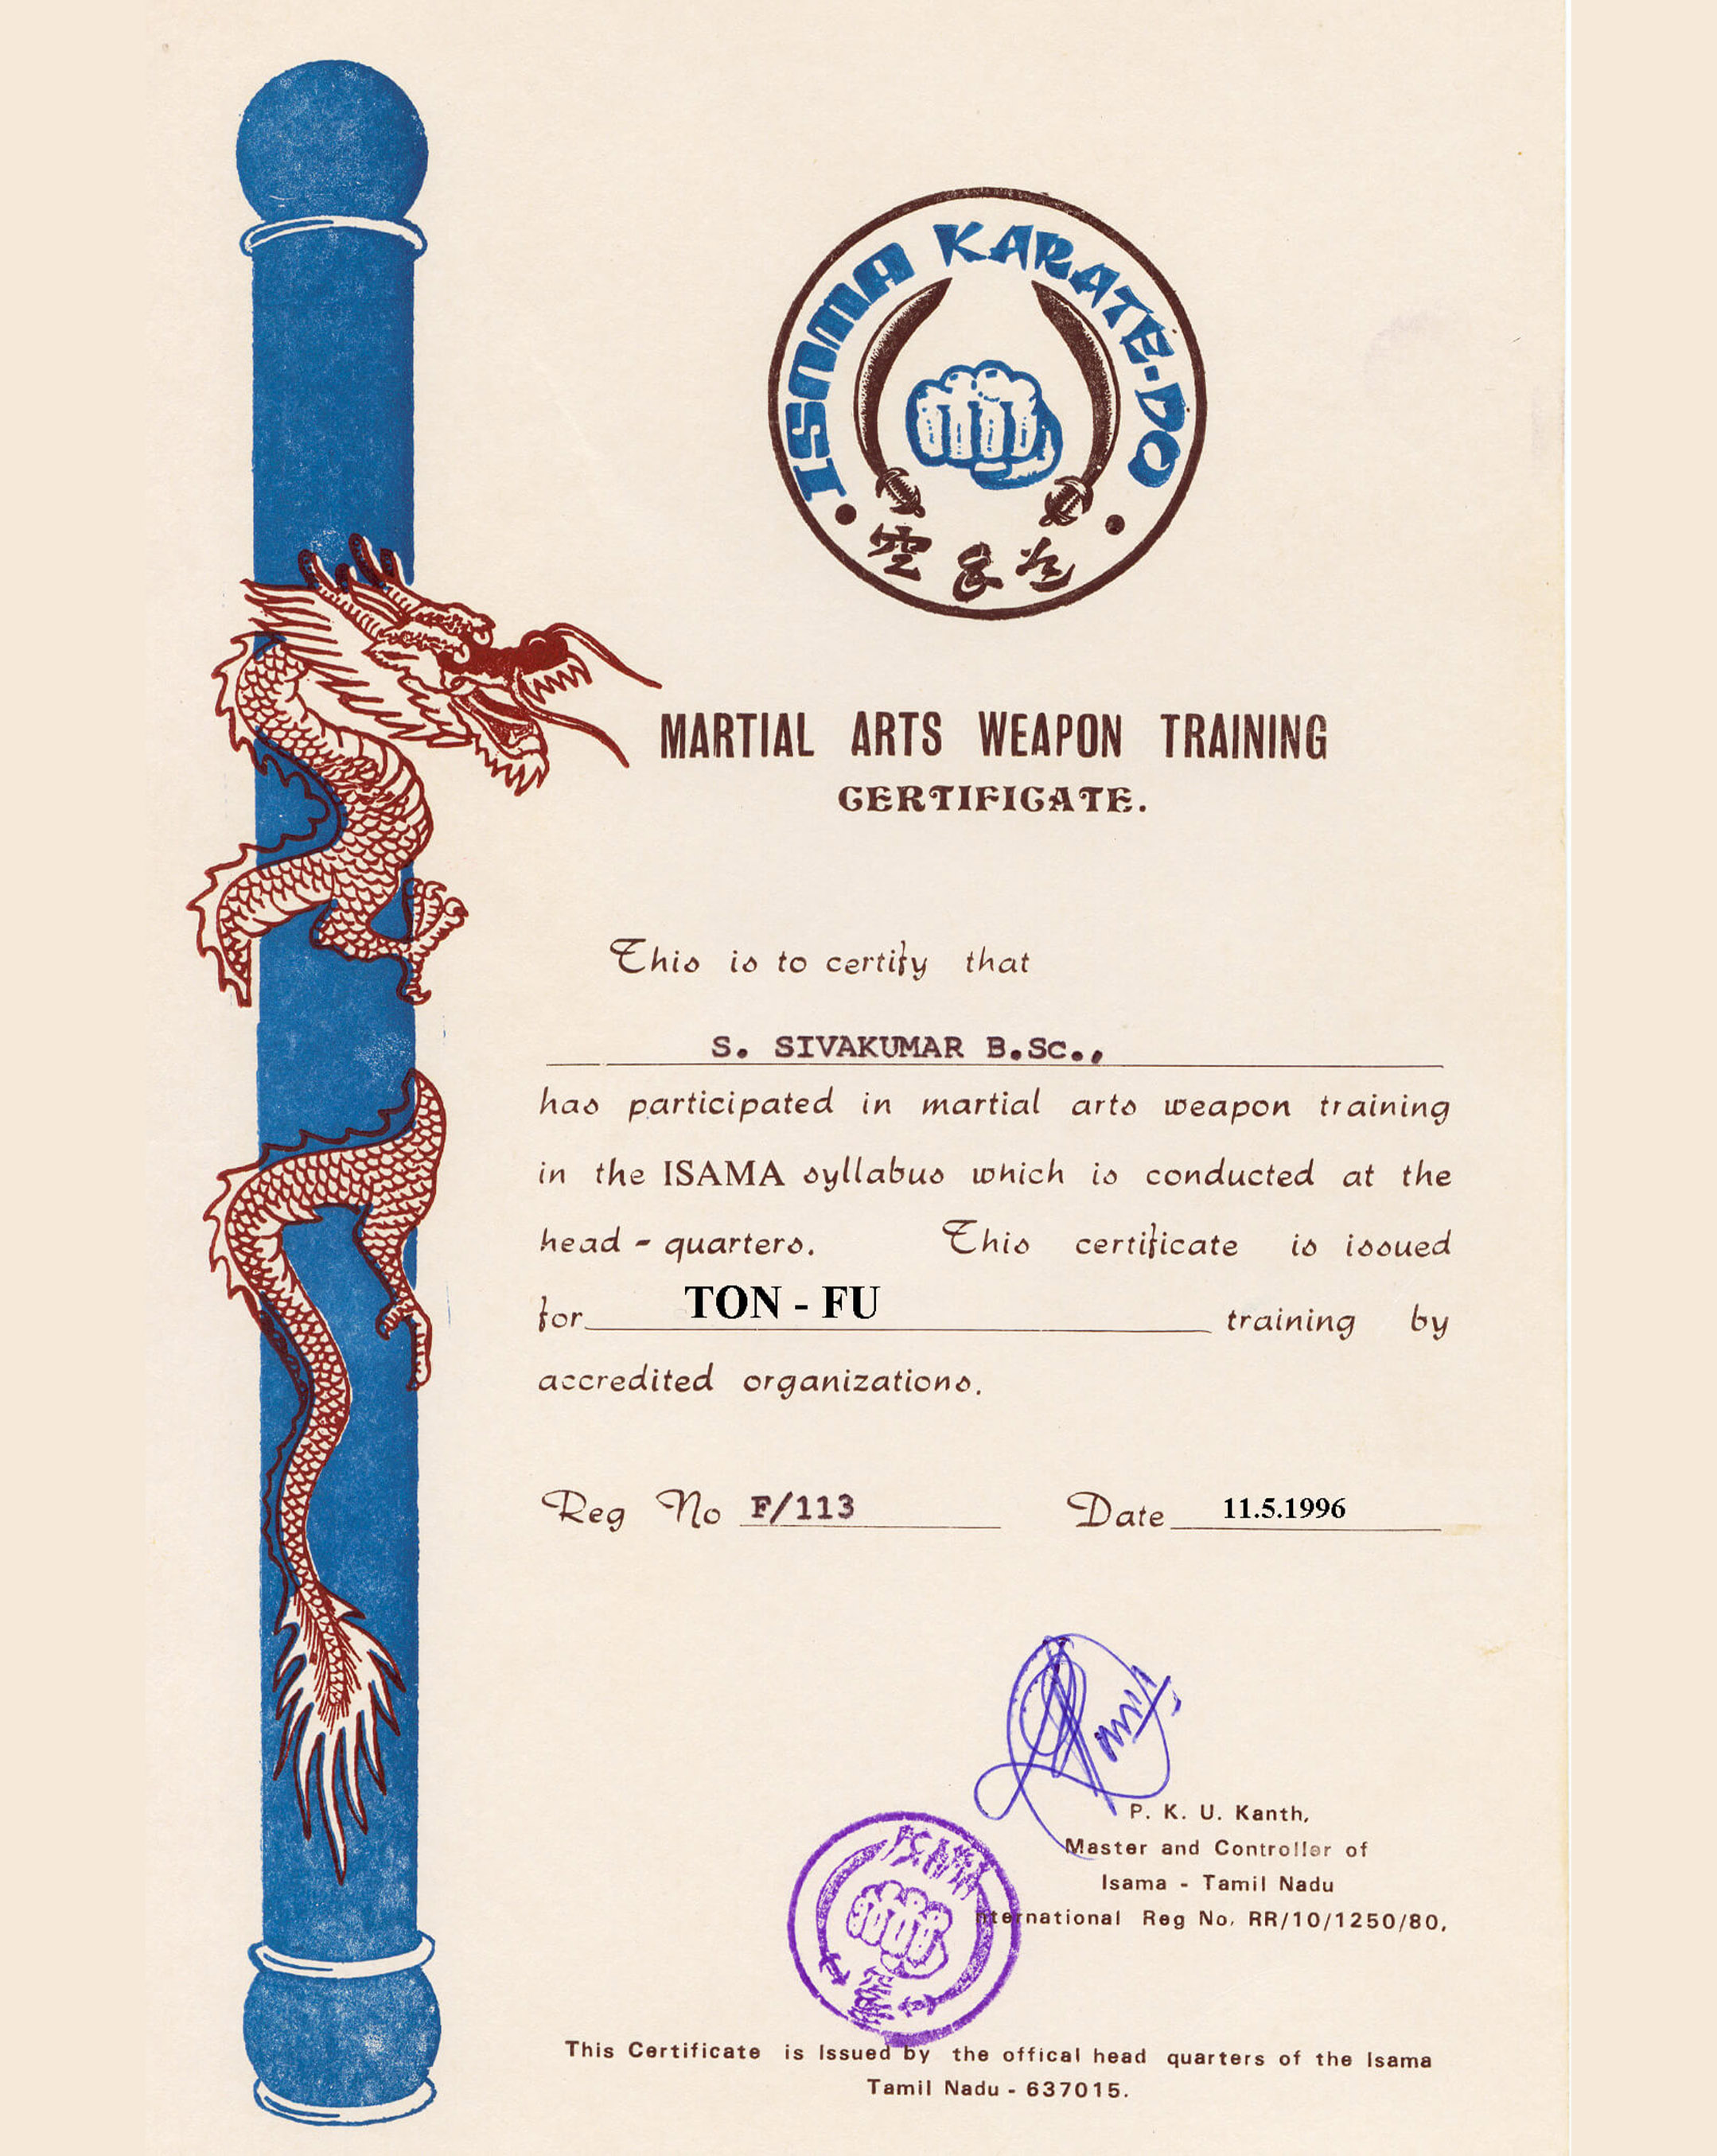 ISAMA KARATE-DO
空手道
MARTIAL ARTS WEAPON TRAINING
CERTIFICATE.
This is to certify that
S. SIVAKUMAR B.Sc.,
has participated in martial arts weapon training
in the ISAMA syllabus which is conducted at the
head - quarters. This certificate is issued
for TON - FU training by
accredited organizations.
Reg No F/113 Date 11.5.1996
P. K. U. Kanth,
Master and Controller of
Isama - Tamil Nadu
International Reg No. RR/10/1250/80.
ISAMA
This Certificate is Issued by the offical head quarters of the Isama
Tamil Nadu - 637015.